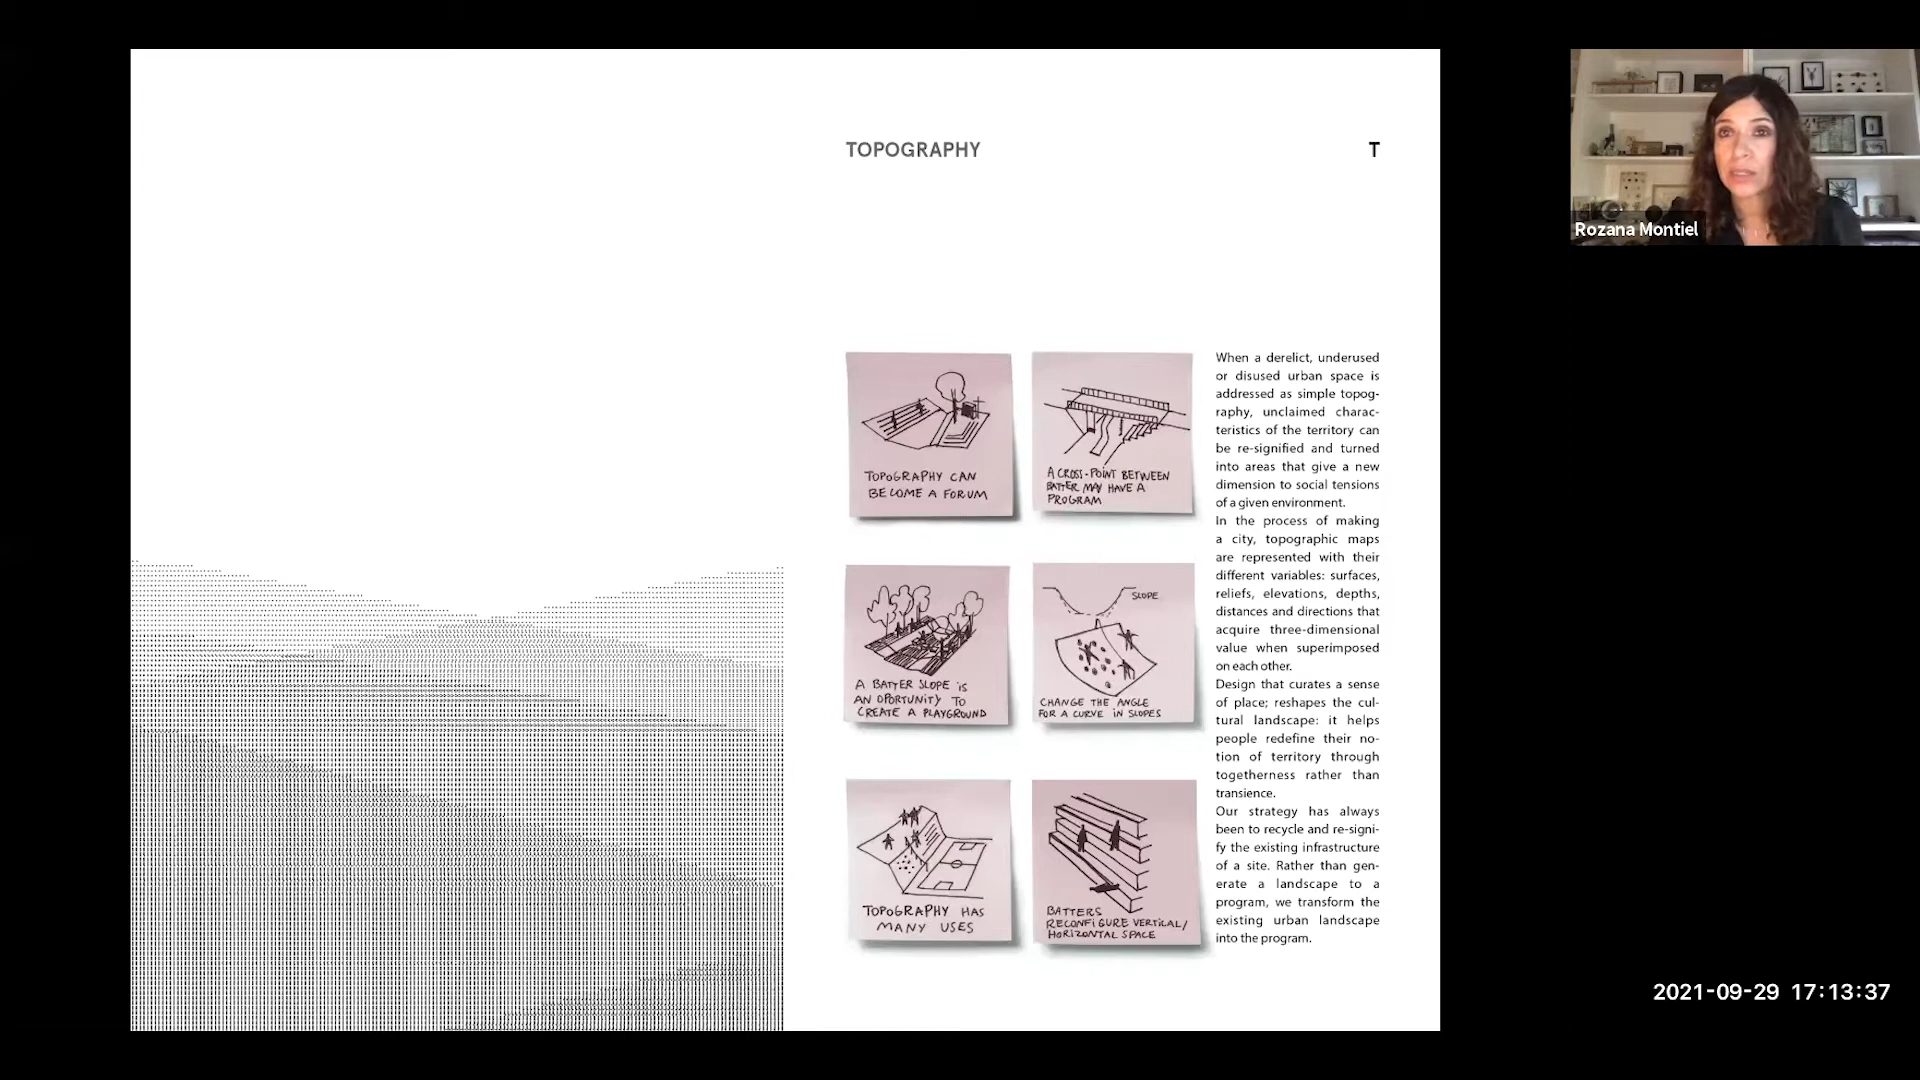 TOPOGRAPHY
T
TOPOGRAPHY CAN
BECOME A FORUM
A CROSS-POINT BETWEEN
BATTER MAY HAVE A
PROGRAM
A BATTER SLOPE is
AN OPORTUNiTY TO
CREATE A PLAYGROUND
SLOPE
CHANGE THE ANGLE
FOR A CURVE IN SLOPES
TOPOGRAPHY HAS
MANY USES
BATTERS
RECONFiGURE VERTiCAL/
HORiZONTAL SPACE
When a derelict, underused
or disused urban space is
addressed as simple topog-
raphy, unclaimed charac-
teristics of the territory can
be re-signified and turned
into areas that give a new
dimension to social tensions
of a given environment.
In the process of making
a city, topographic maps
are represented with their
different variables: surfaces,
reliefs, elevations, depths,
distances and directions that
acquire three-dimensional
value when superimposed
on each other.
Design that curates a sense
of place; reshapes the cul-
tural landscape: it helps
people redefine their no-
tion of territory through
togetherness rather than
transience.
Our strategy has always
been to recycle and re-signi-
fy the existing infrastructure
of a site. Rather than gen-
erate a landscape to a
program, we transform the
existing urban landscape
into the program.
Rozana Montiel
2021-09-29 17:13:37